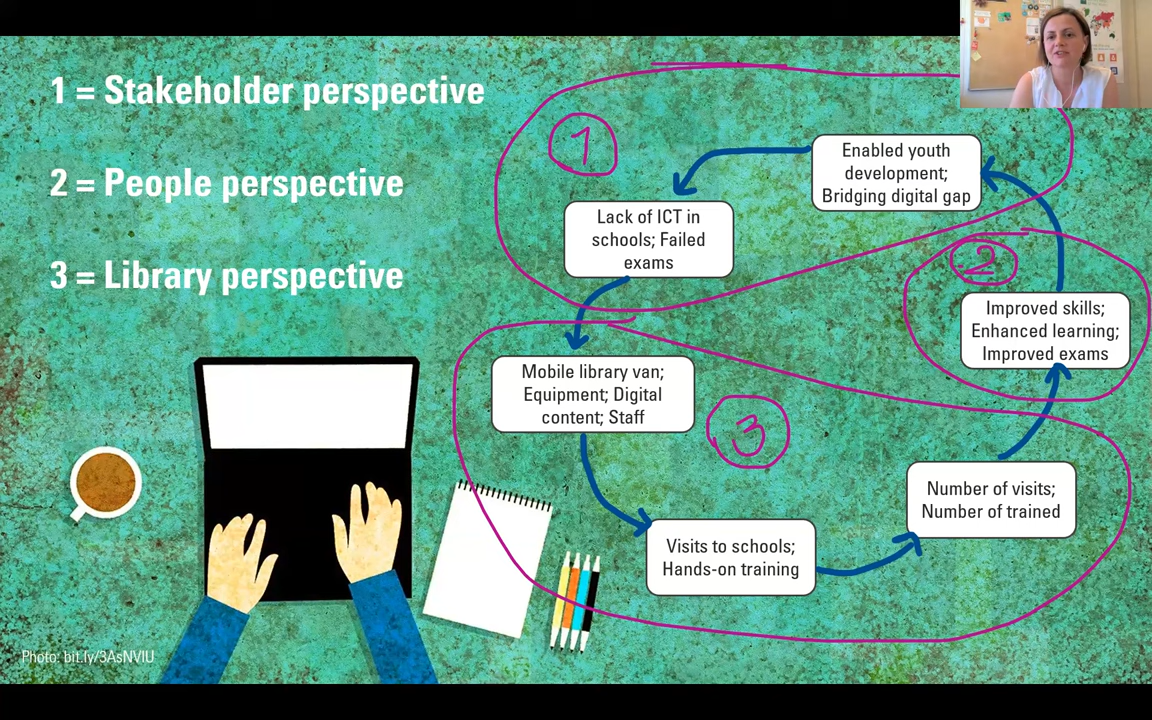 1 = Stakeholder perspective
2 = People perspective
3 = Library perspective
1
Enabled youth
development;
Bridging digital gap
Lack of ICT in
schools; Failed
exams
2
Improved skills;
Enhanced learning;
Improved exams
Mobile library van;
Equipment; Digital
content; Staff
3
Number of visits;
Number of trained
Visits to schools;
Hands-on training
Photo: bit.ly/3AsNVIU